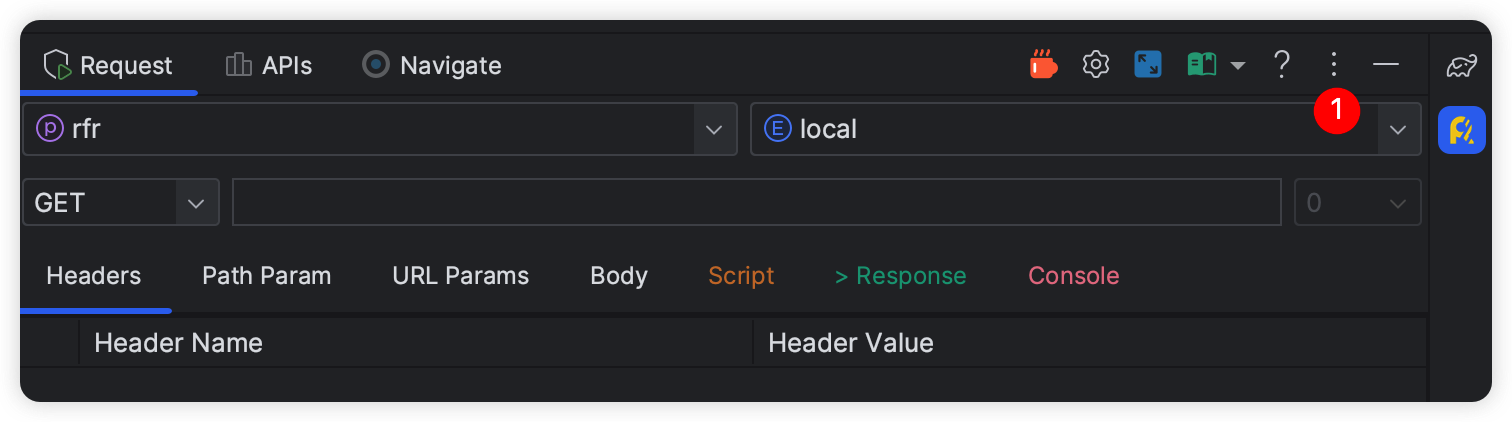 Request APIs Navigate ?
1
p rfr E local
GET 0
Headers Path Param URL Params Body Script > Response Console
Header Name Header Value